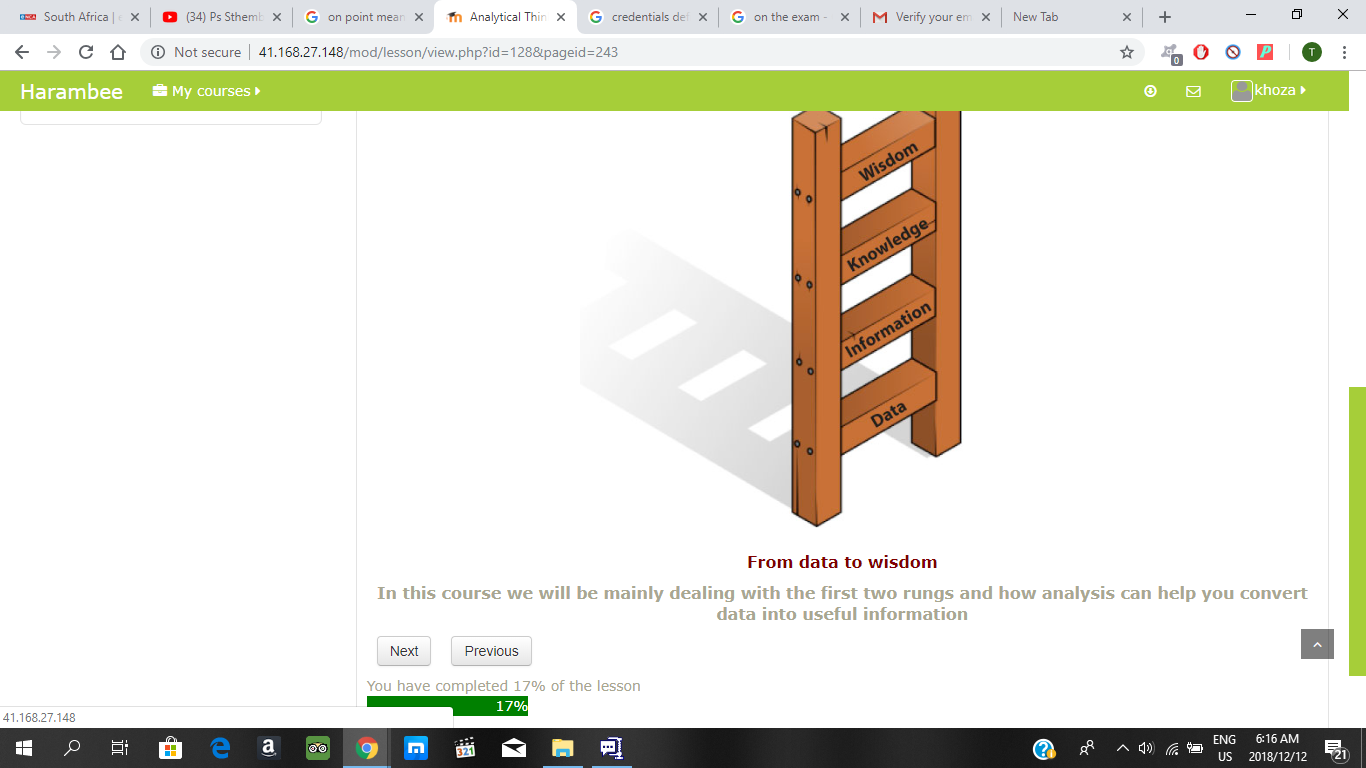 South Africa | e
(34) Ps Sthemb
on point mean
Analytical Thin
credentials def
on the exam -
Verify your em
New Tab
Not secure
41.168.27.148/mod/lesson/view.php?id=128&pageid=243
0
T
Harambee
My courses
khoza
Wisdom
Knowledge
Information
Data
From data to wisdom
In this course we will be mainly dealing with the first two rungs and how analysis can help you convert
data into useful information
Next
Previous
You have completed 17% of the lesson
17%
41.168.27.148
321
ENG
US
6:16 AM
2018/12/12
21